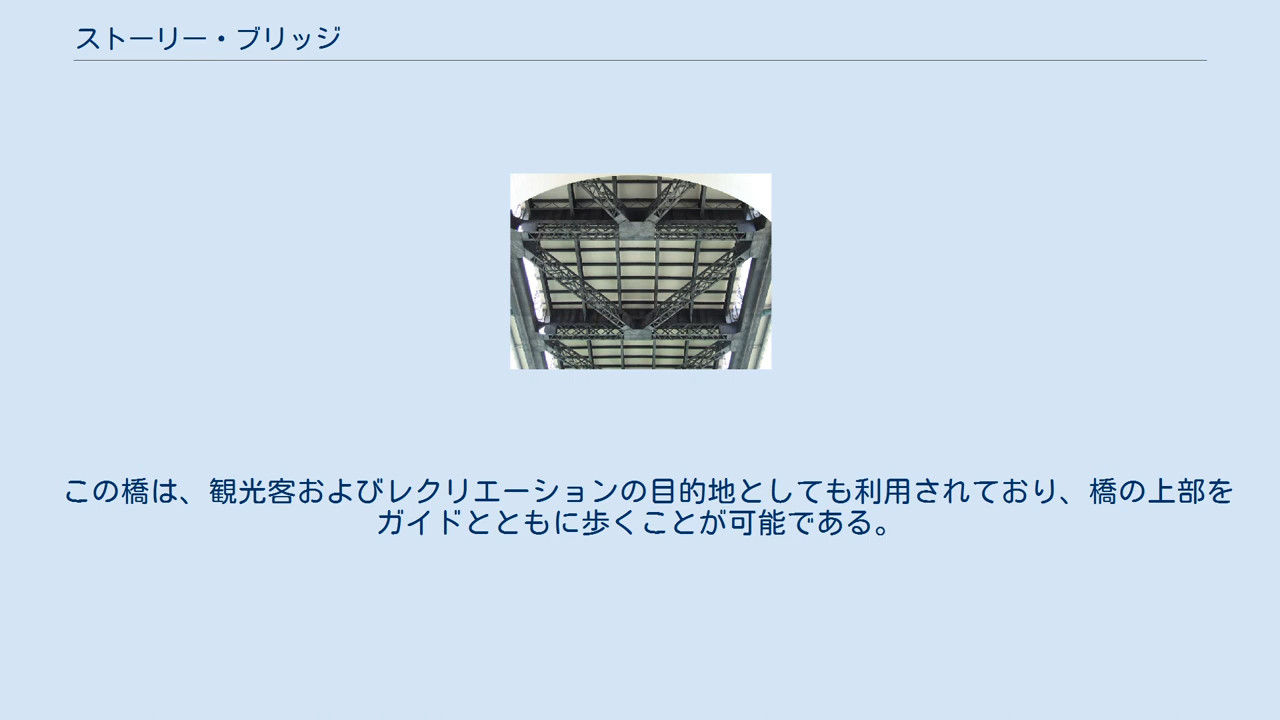 ストーリー・ブリッジ
この橋は、観光客およびレクリエーションの目的地としても利用されており、橋の上部を
ガイドとともに歩くことが可能である。